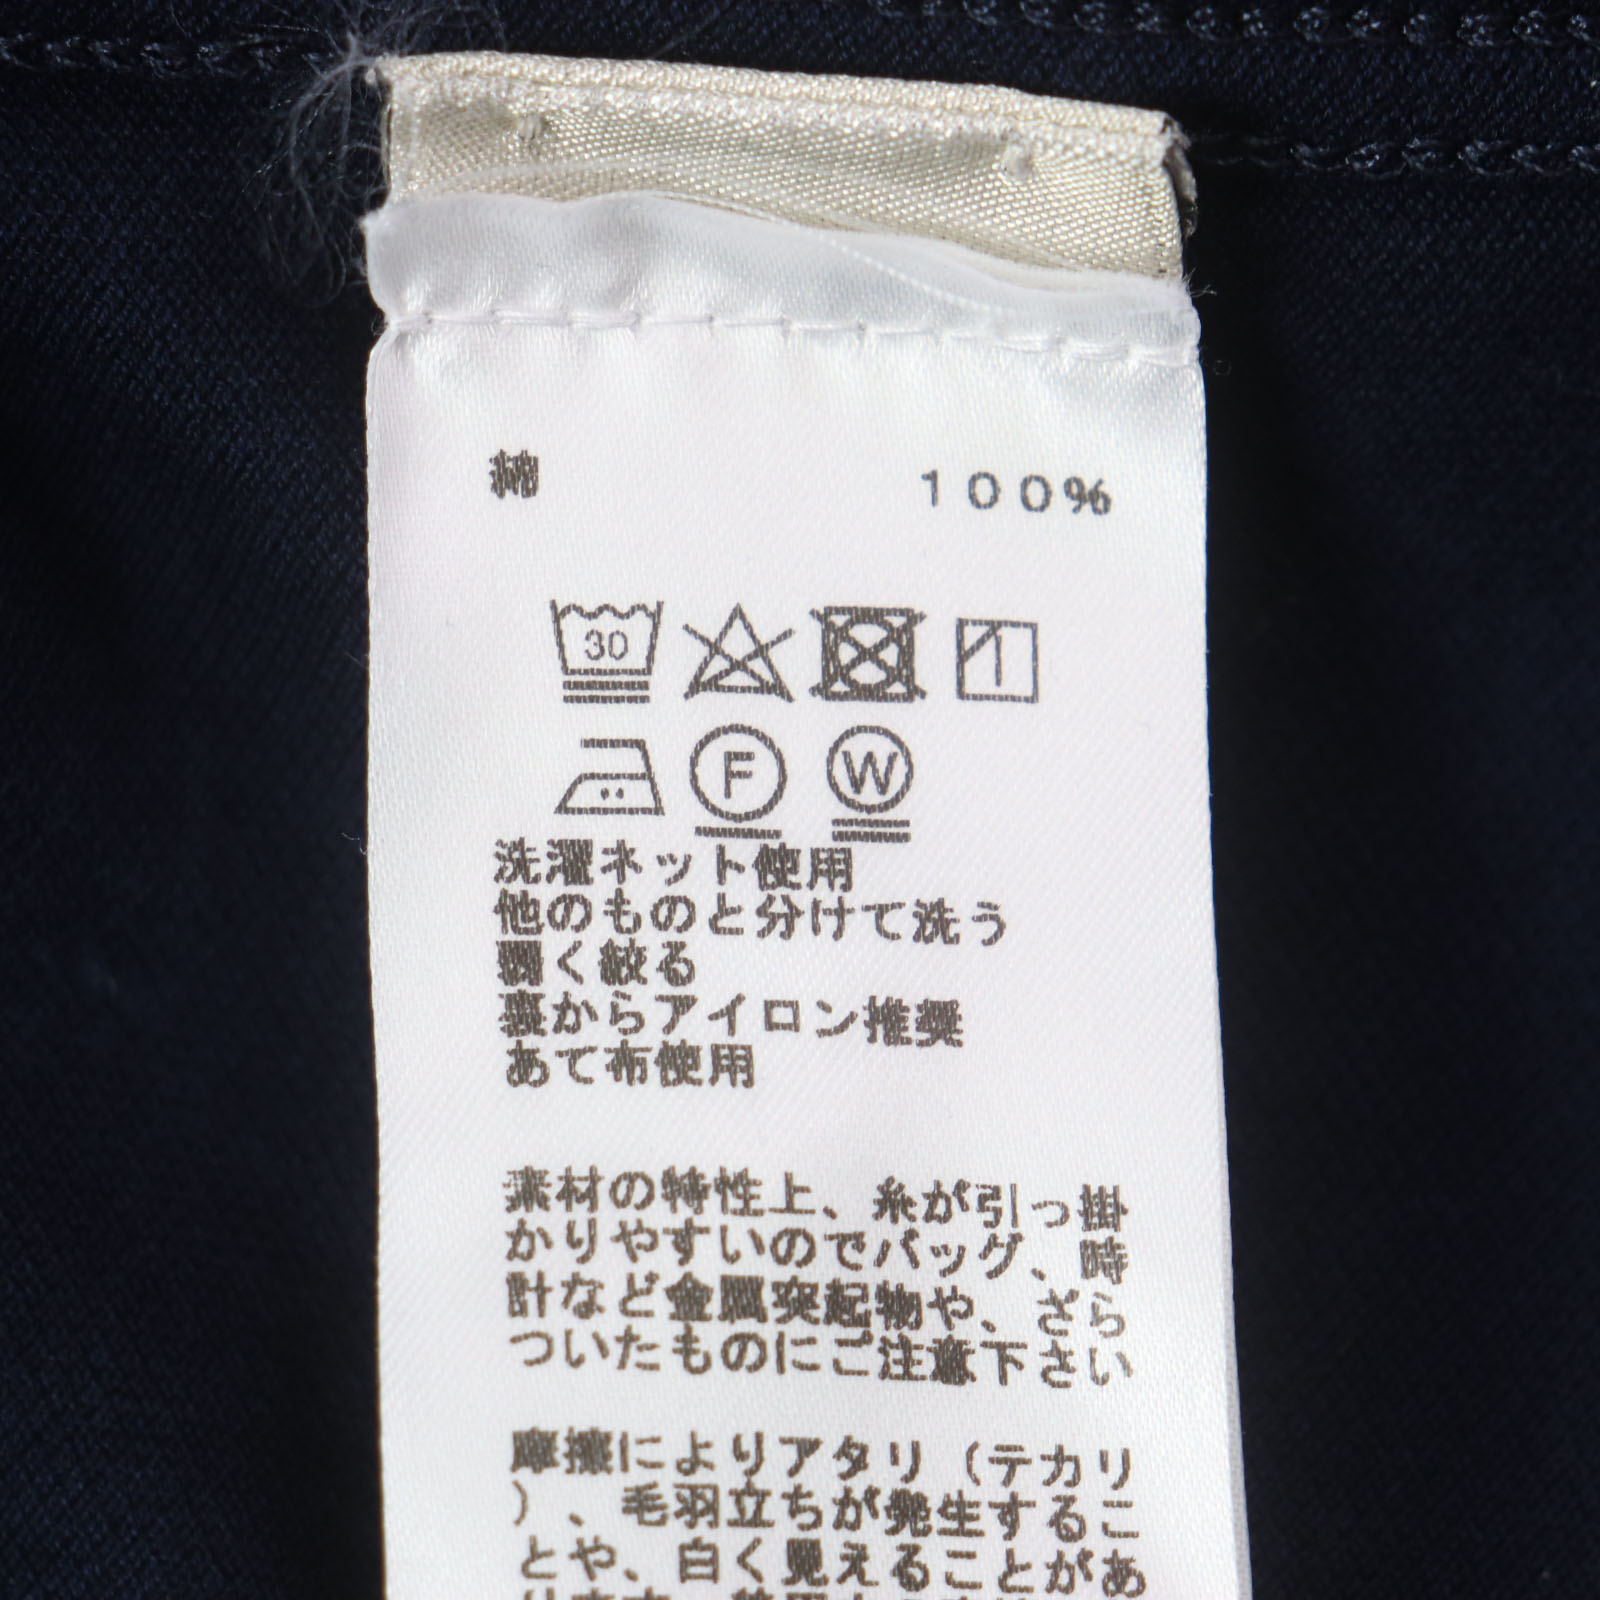 綿 100%
30
F W
洗濯ネット使用
他のものと分けて洗う
弱く絞る
裏からアイロン推奨
あて布使用
素材の特性上、糸が引っ掛
かりやすいのでバッグ、時
計など金属突起物や、ざら
ついたものにご注意下さい
摩擦によりアタリ（テカリ
）、毛羽立ちが発生するこ
とや、白く見えることがあ